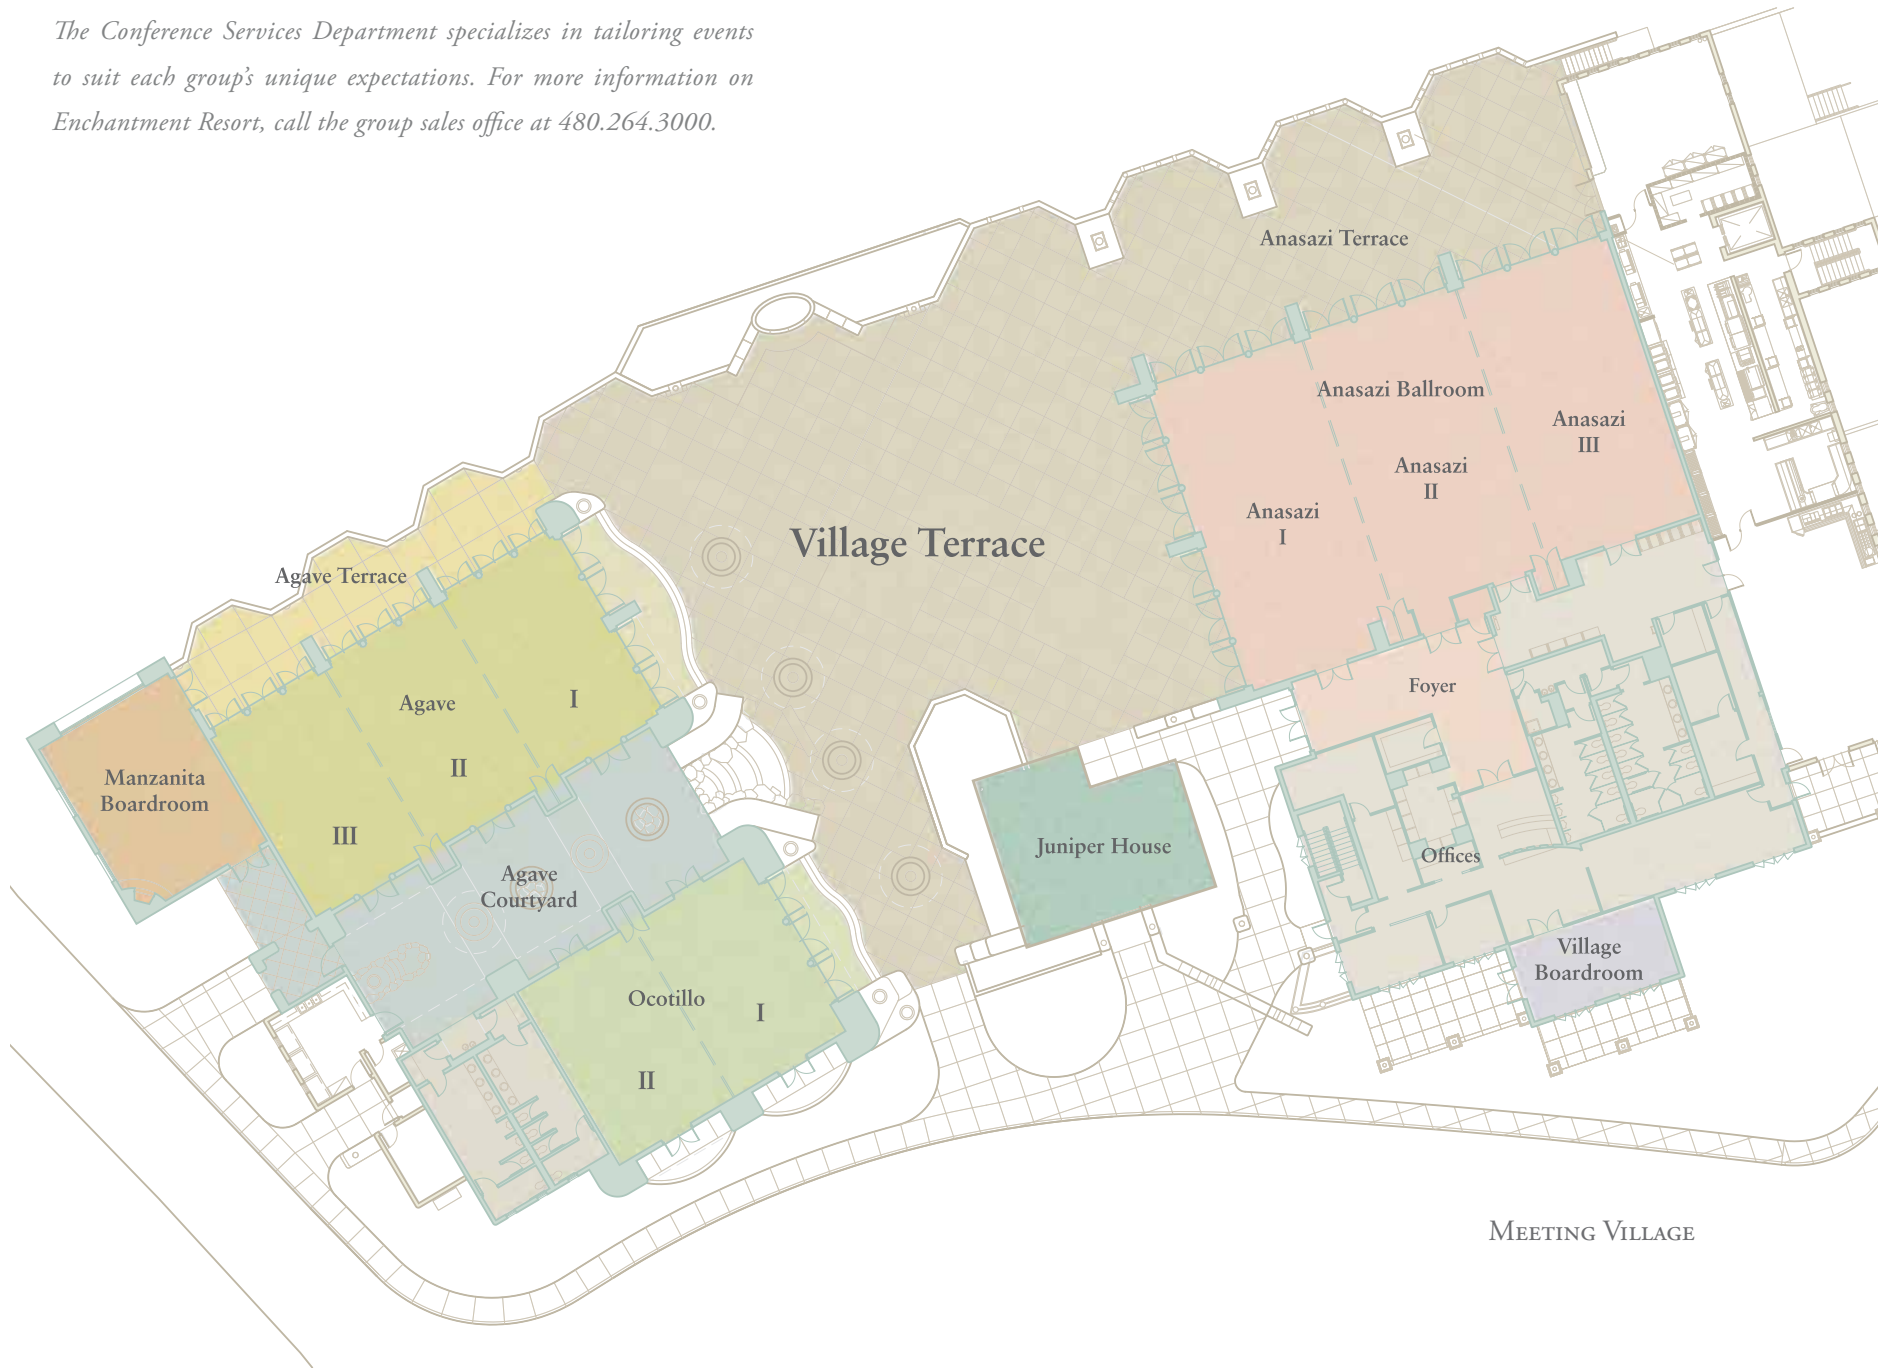 The Conference Services Department specializes in tailoring events
to suit each group's unique expectations. For more information on
Enchantment Resort, call the group sales office at 480.264.3000.
Anasazi Terrace
Anasazi Ballroom
Anasazi
III
Anasazi
II
Anasazi
I
Village Terrace
Agave Terrace
Agave
I
II
III
Manzanita
Boardroom
Foyer
Juniper House
Offices
Agave
Courtyard
Village
Boardroom
Ocotillo
I
II
Meeting Village